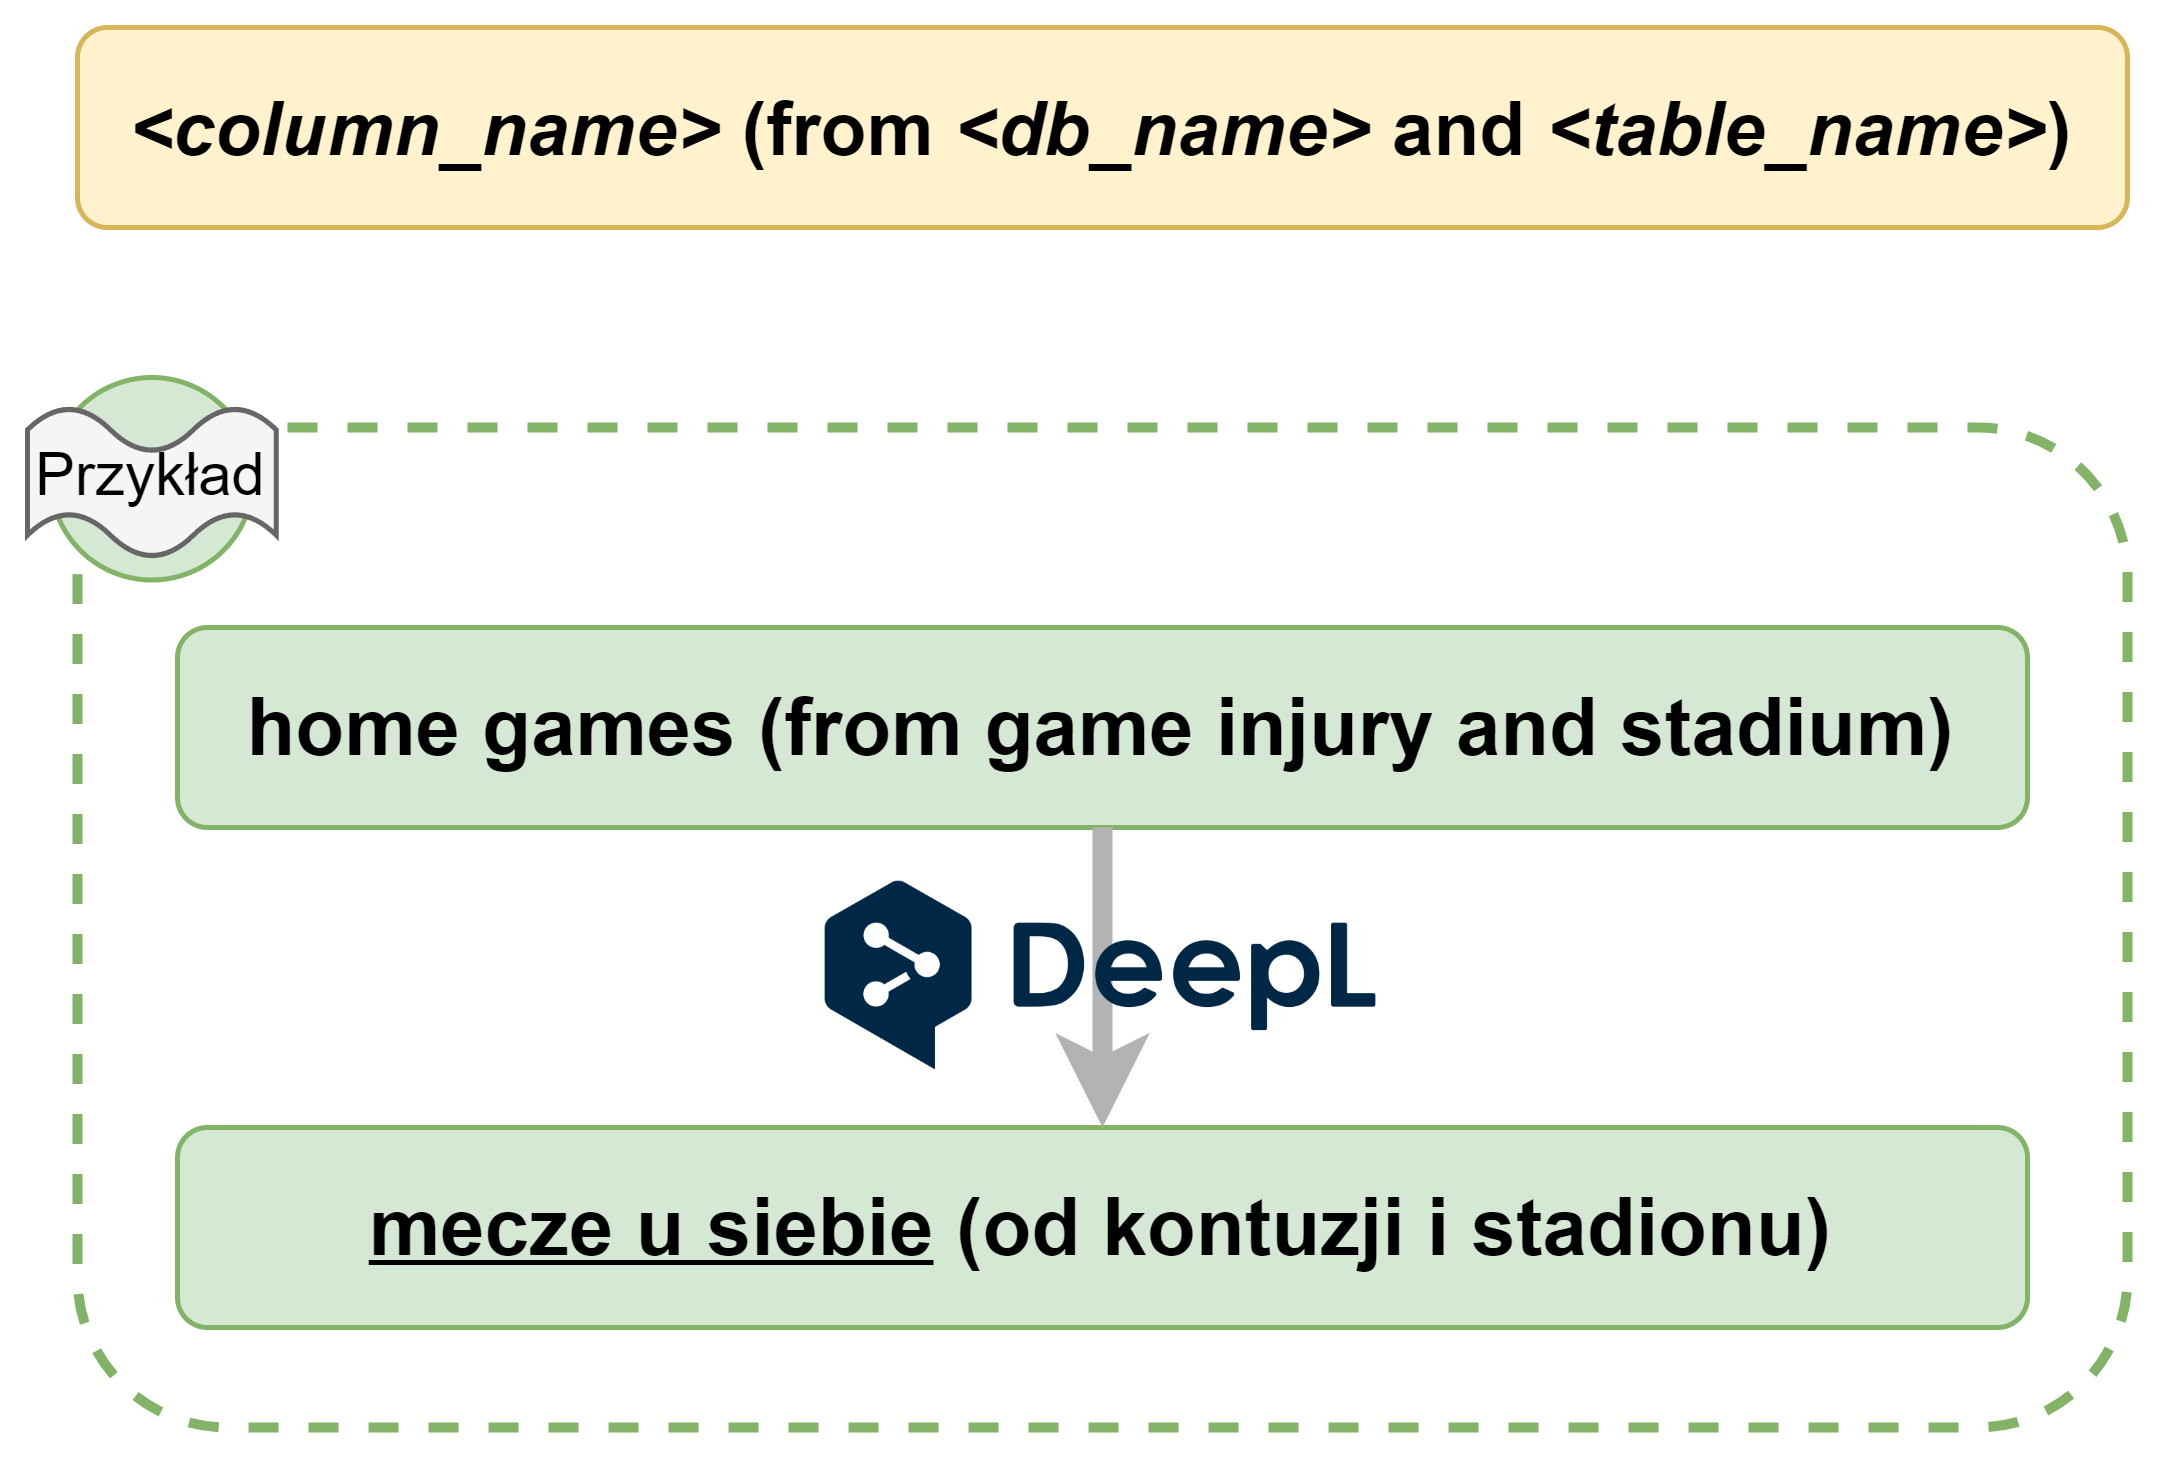 <column_name> (from <db_name> and <table_name>)
Przykład
home games (from game injury and stadium)
DeepL
mecze u siebie (od kontuzji i stadionu)